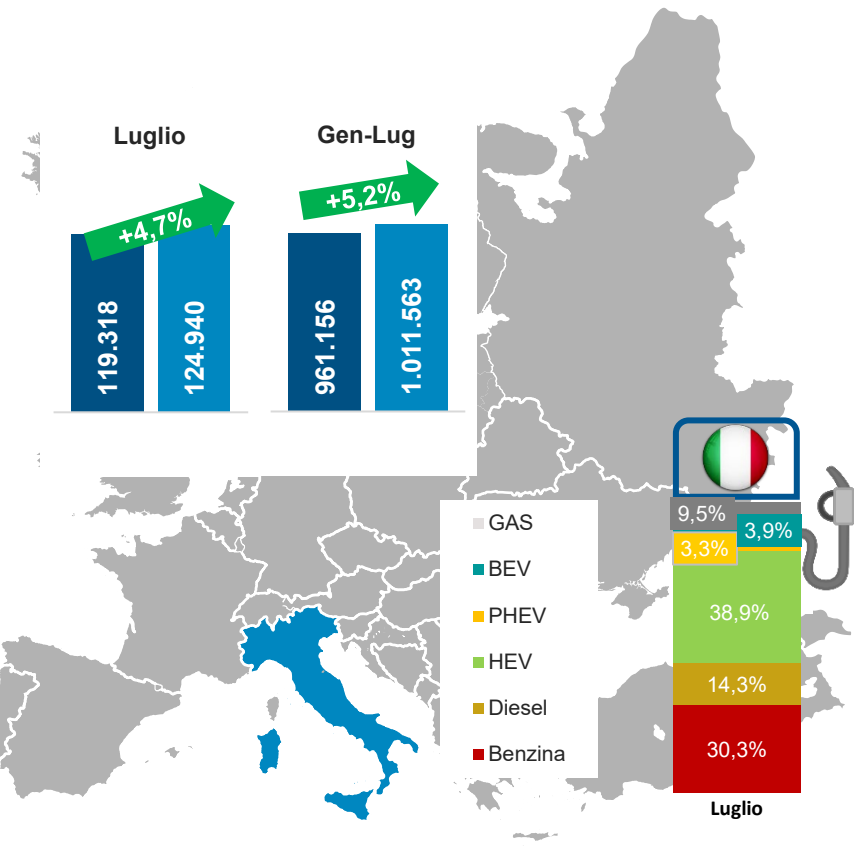 Luglio
Gen-Lug
+4,7%
+5,2%
119.318
124.940
961.156
1.011.563
GAS
BEV
PHEV
HEV
Diesel
Benzina
9,5%
3,9%
3,3%
38,9%
14,3%
30,3%
Luglio